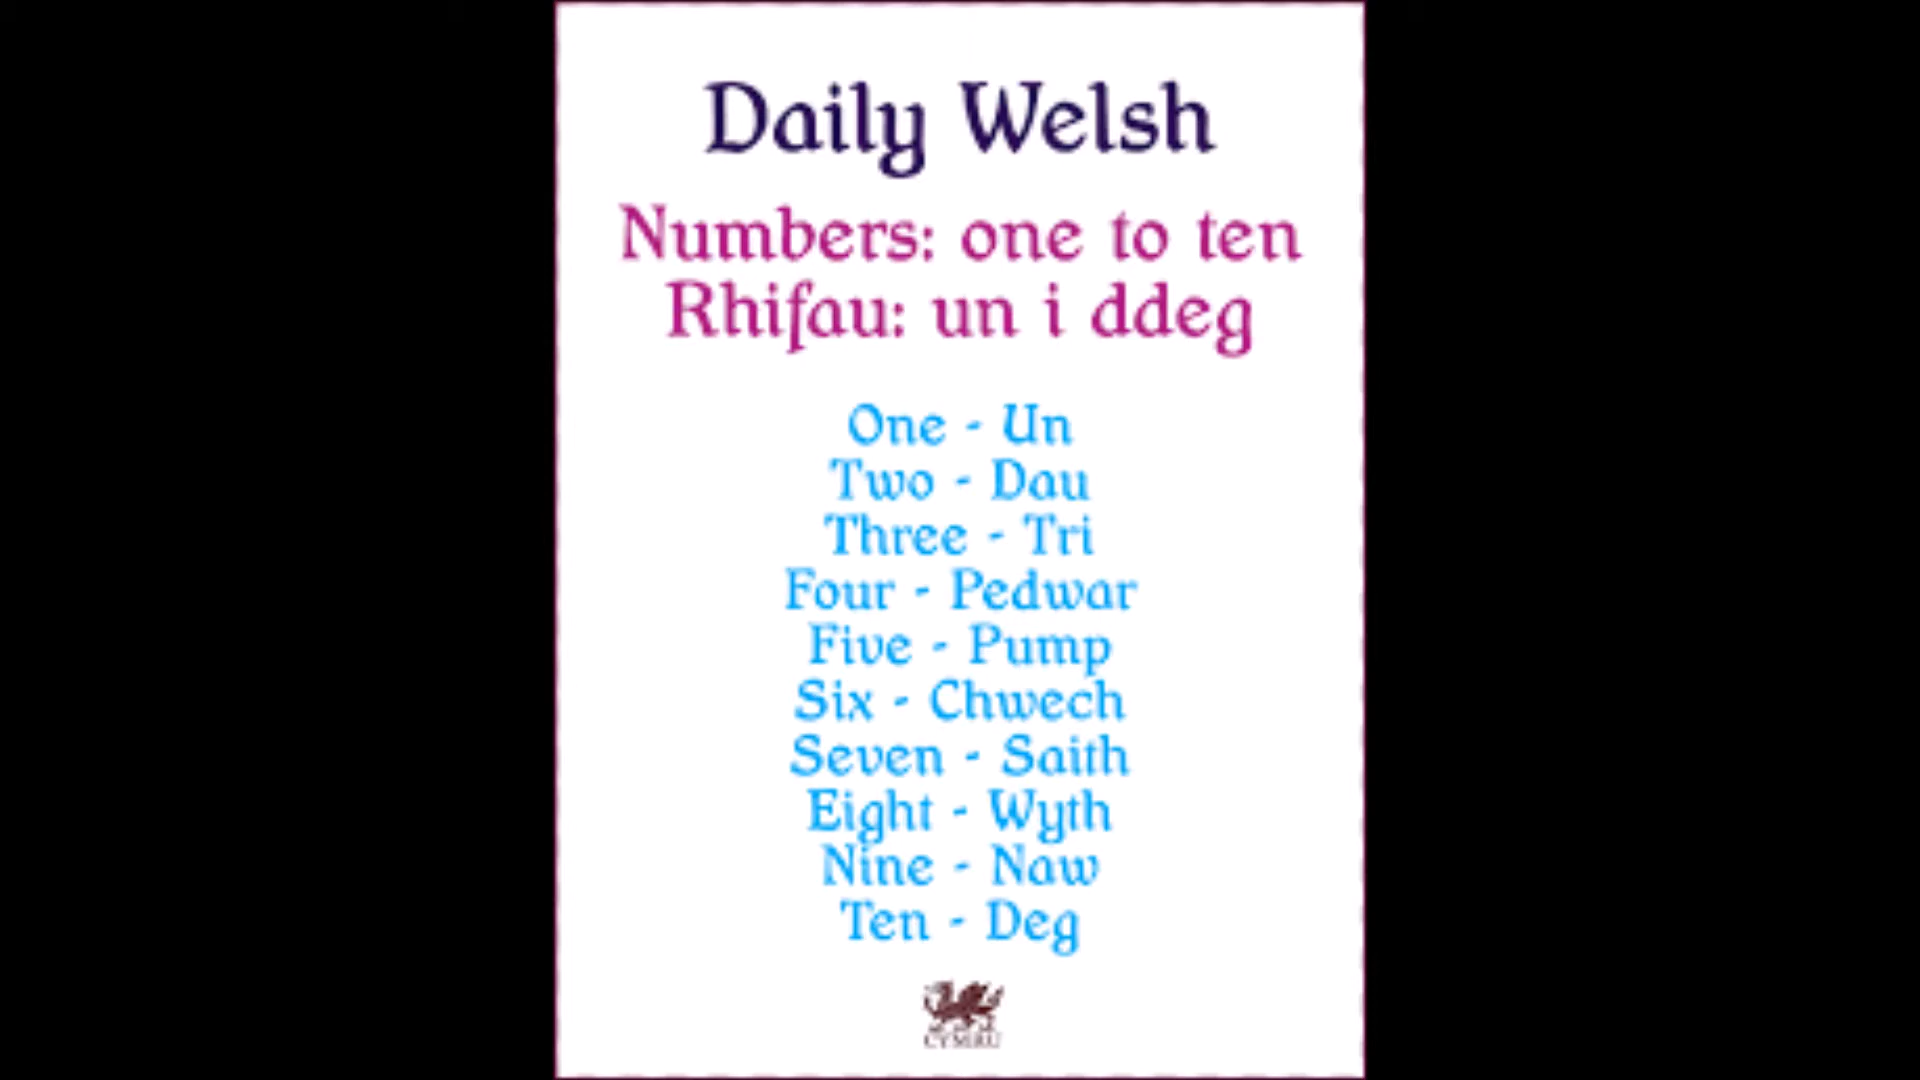 Daily Welsh
Numbers: one to ten
Rhifau: un i ddeg
One - Un
Two - Dau
Three - Tri
Four - Pedwar
Five - Pump
Six - Chwech
Seven - Saith
Eight - Wyth
Nine - Naw
Ten - Deg
CYMRU